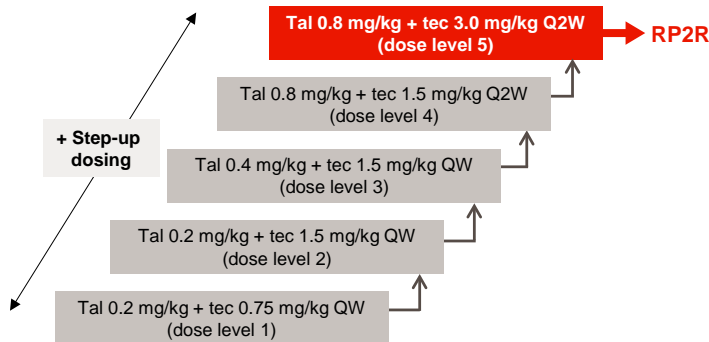 Tal 0.8 mg/kg + tec 3.0 mg/kg Q2W
(dose level 5)
RP2R
Tal 0.8 mg/kg + tec 1.5 mg/kg Q2W
(dose level 4)
+ Step-up
dosing
Tal 0.4 mg/kg + tec 1.5 mg/kg QW
(dose level 3)
Tal 0.2 mg/kg + tec 1.5 mg/kg QW
(dose level 2)
Tal 0.2 mg/kg + tec 0.75 mg/kg QW
(dose level 1)